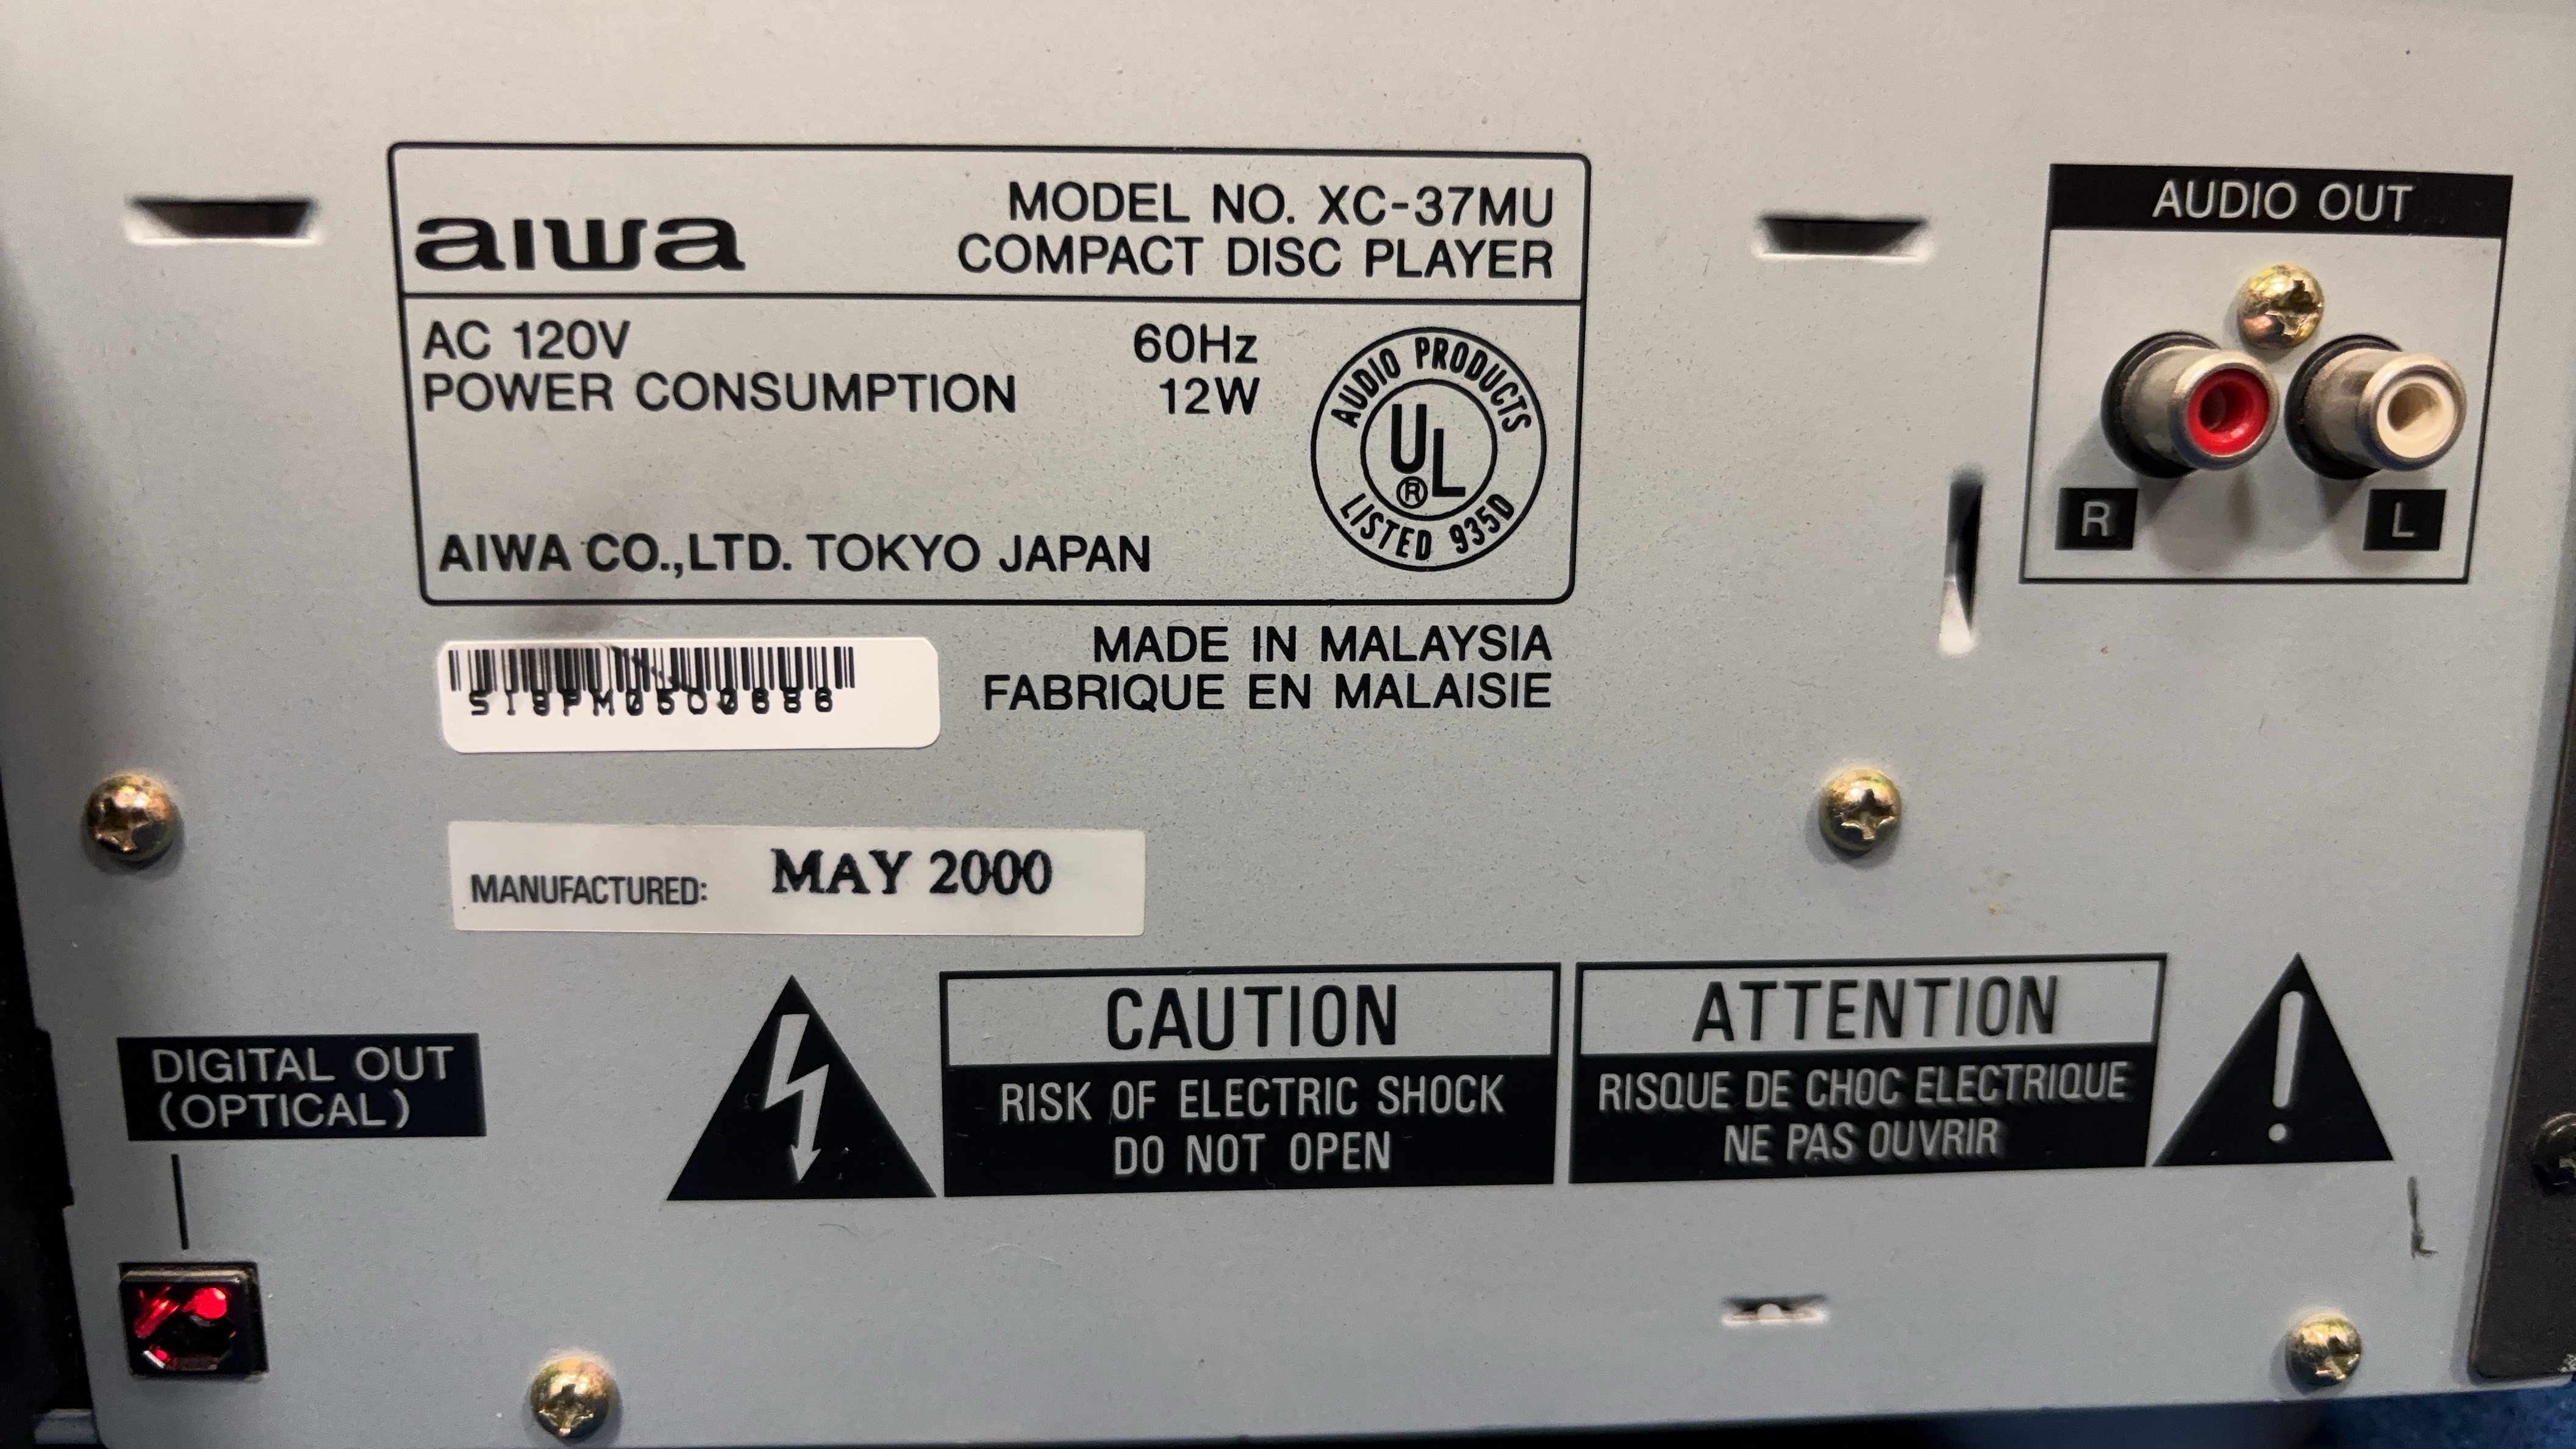 aiwa
MODEL NO. XC-37MU
COMPACT DISC PLAYER
AC 120V 60Hz
POWER CONSUMPTION 12W
AUDIO PRODUCTS
UL
®
LISTED 935D
AIWA CO.,LTD. TOKYO JAPAN
MADE IN MALAYSIA
FABRIQUE EN MALAISIE
MANUFACTURED: MAY 2000
AUDIO OUT
R L
DIGITAL OUT
(OPTICAL)
CAUTION
RISK OF ELECTRIC SHOCK
DO NOT OPEN
ATTENTION
RISQUE DE CHOC ELECTRIQUE
NE PAS OUVRIR